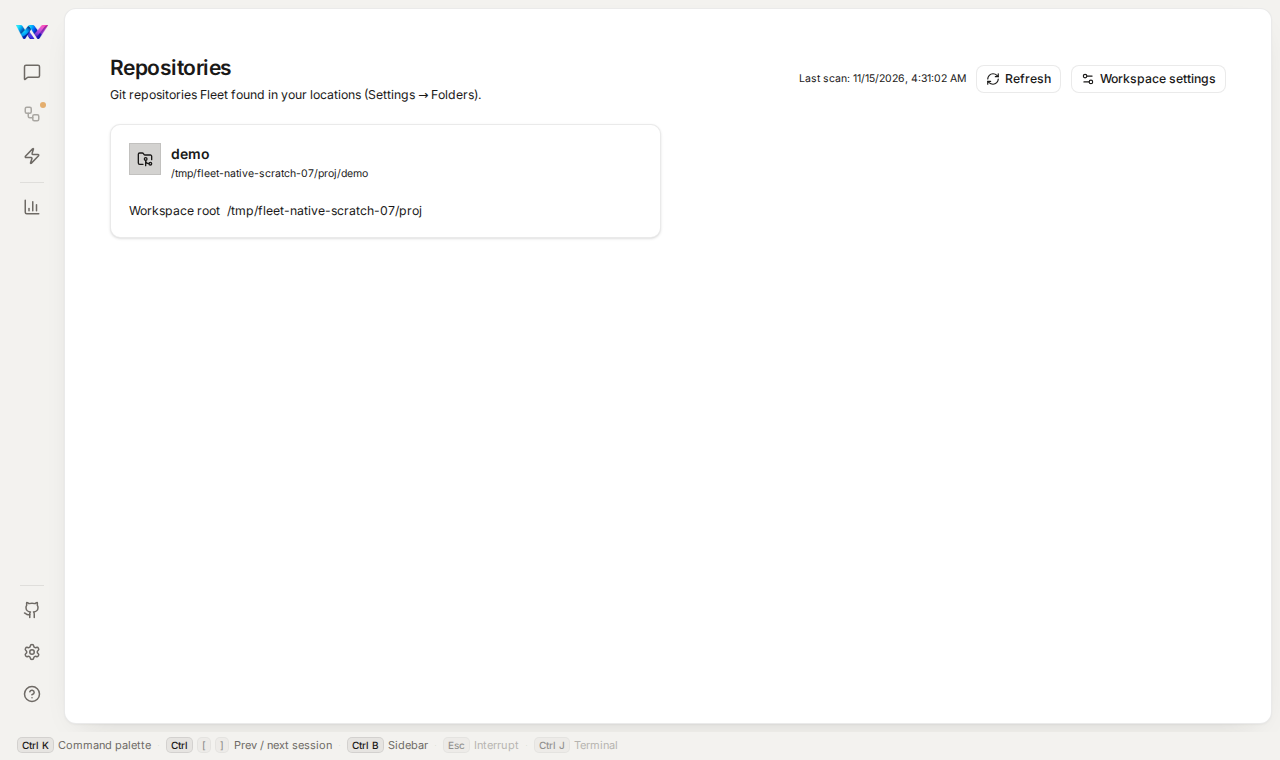 Repositories
Git repositories Fleet found in your locations (Settings → Folders).
Last scan: 11/15/2026, 4:31:02 AM
Refresh
Workspace settings
demo
/tmp/fleet-native-scratch-07/proj/demo
Workspace root /tmp/fleet-native-scratch-07/proj
Ctrl K Command palette Ctrl [ ] Prev / next session Ctrl B Sidebar Esc Interrupt Ctrl J Terminal